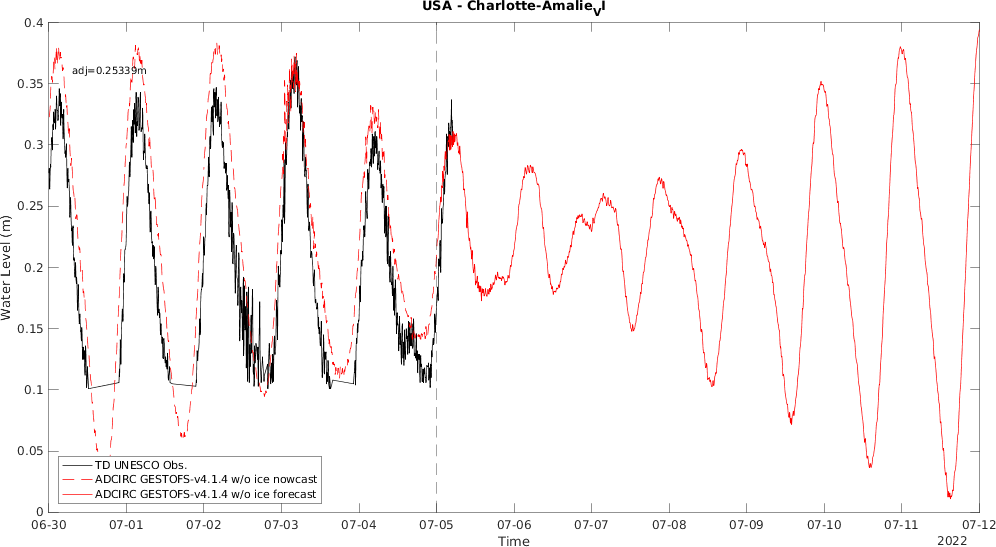 USA - Charlotte-AmalieVI
0.4
0.35
0.3
0.25
0.2
0.15
0.1
0.05
0
Water Level (m)
adj=0.25339m
TD UNESCO Obs.
ADCIRC GESTOFS-v4.1.4 w/o ice nowcast
ADCIRC GESTOFS-v4.1.4 w/o ice forecast
06-30 07-01 07-02 07-03 07-04 07-05 07-06 07-07 07-08 07-09 07-10 07-11 07-12
Time
2022